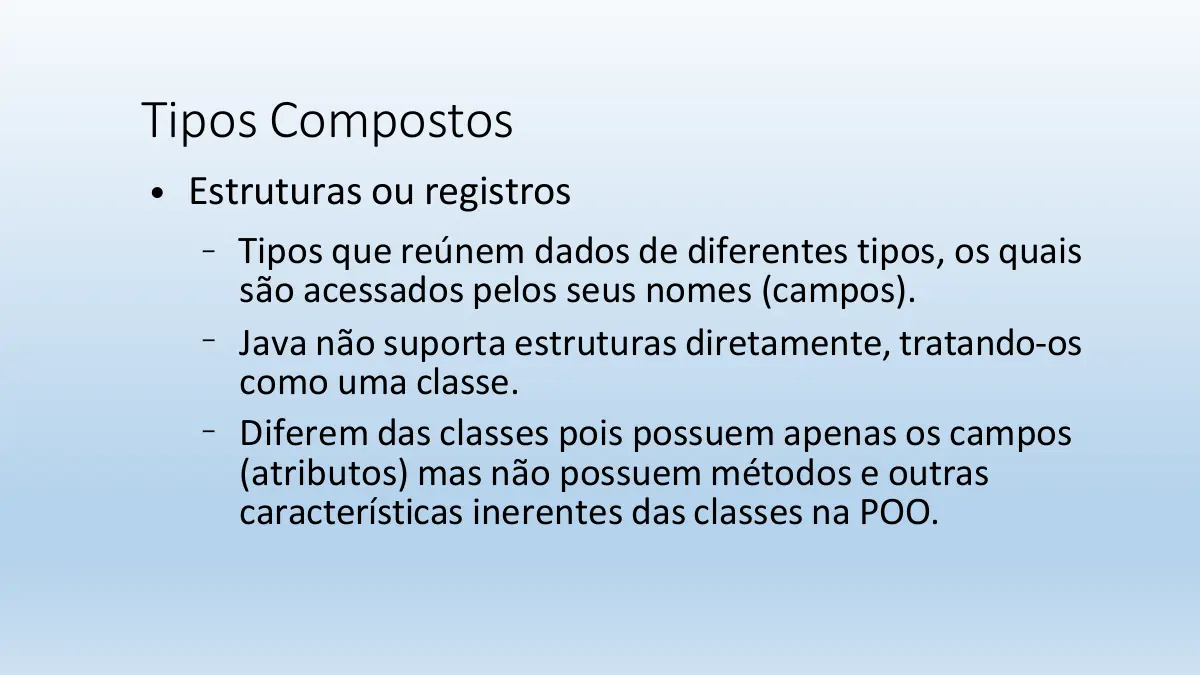 Tipos Compostos
• Estruturas ou registros
– Tipos que reúnem dados de diferentes tipos, os quais
são acessados pelos seus nomes (campos).
– Java não suporta estruturas diretamente, tratando-os
como uma classe.
– Diferem das classes pois possuem apenas os campos
(atributos) mas não possuem métodos e outras
características inerentes das classes na POO.